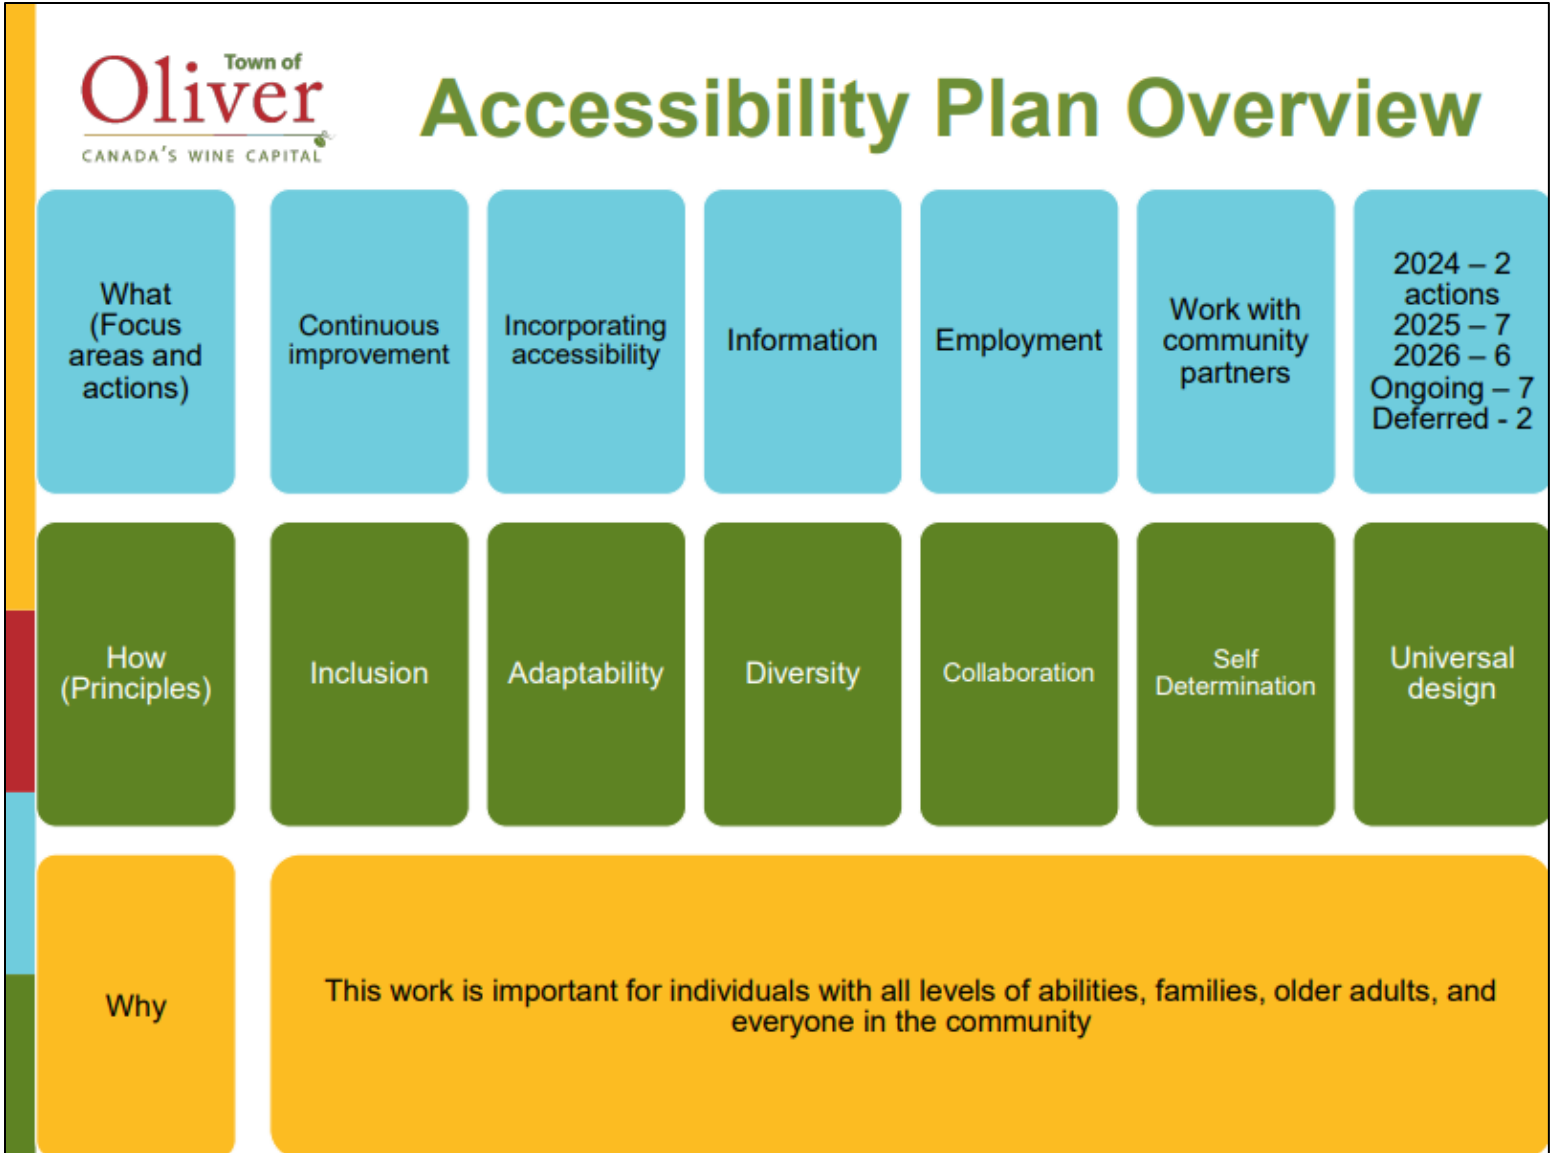 Town of
Oliver
CANADA'S WINE CAPITAL
Accessibility Plan Overview
What
(Focus
areas and
actions)
Continuous
improvement
Incorporating
accessibility
Information
Employment
Work with
community
partners
2024 – 2
actions
2025 – 7
2026 – 6
Ongoing – 7
Deferred - 2
How
(Principles)
Inclusion
Adaptability
Diversity
Collaboration
Self
Determination
Universal
design
Why
This work is important for individuals with all levels of abilities, families, older adults, and
everyone in the community